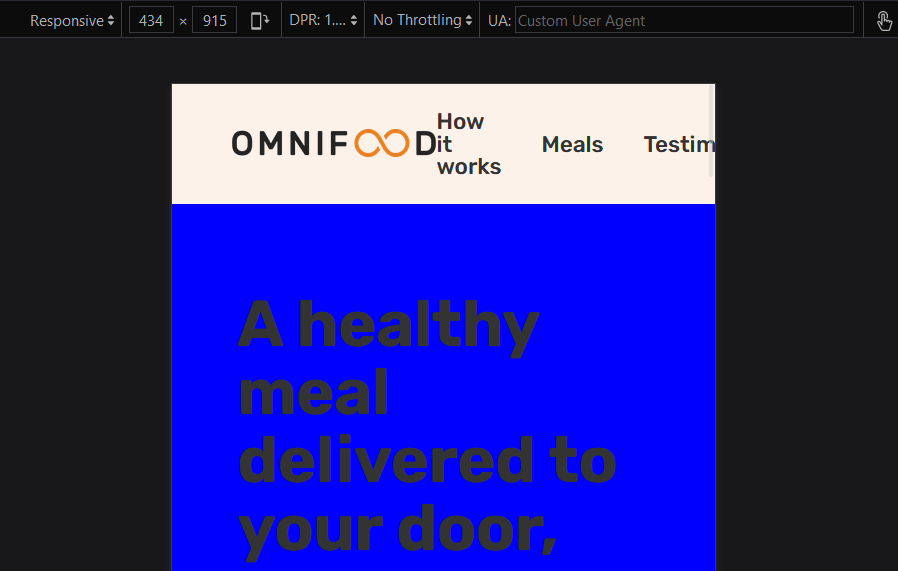 Responsive 434 × 915 DPR: 1.... No Throttling UA: Custom User Agent
How
OMNIFOOD it Meals Testim
works
A healthy
meal
delivered to
your door,